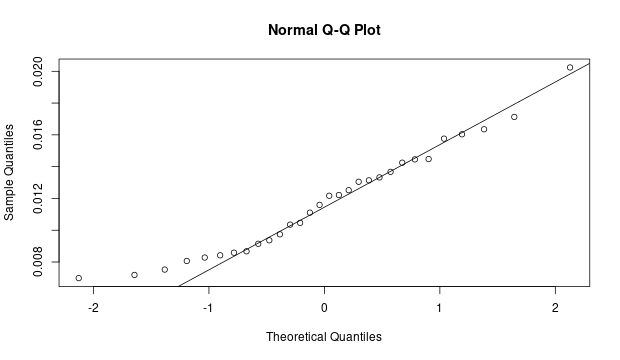 Normal Q-Q Plot
Sample Quantiles
0.020
0.016
0.012
0.008
-2 -1 0 1 2
Theoretical Quantiles